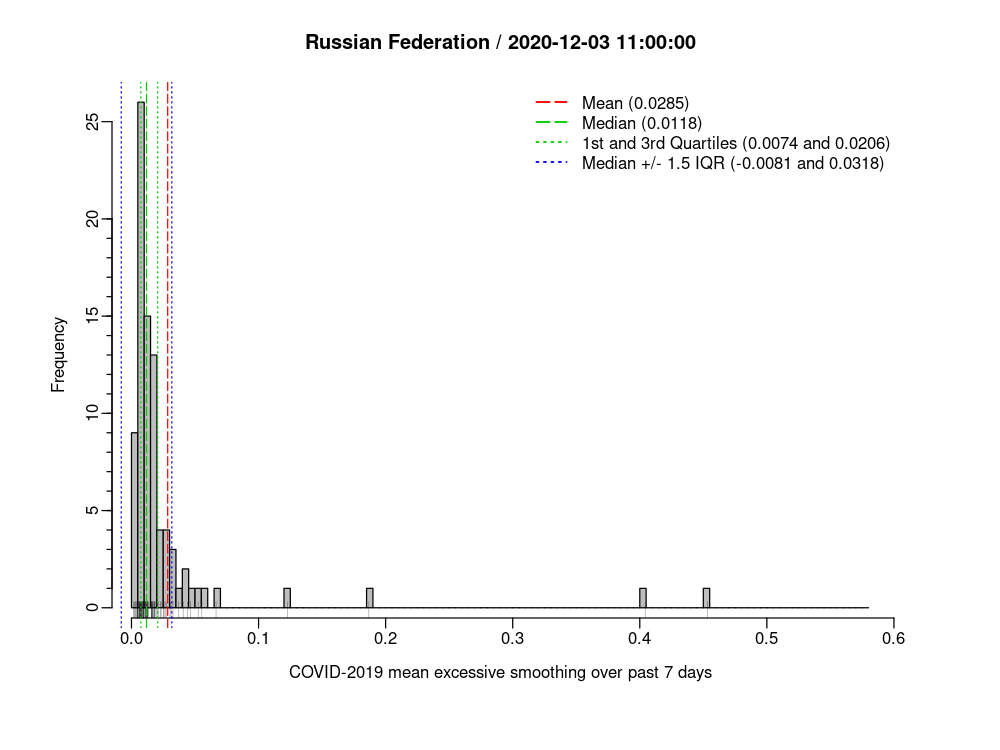 Russian Federation / 2020-12-03 11:00:00
Mean (0.0285)
Median (0.0118)
1st and 3rd Quartiles (0.0074 and 0.0206)
Median +/- 1.5 IQR (-0.0081 and 0.0318)
Frequency
25
20
15
10
5
0
0.0 0.1 0.2 0.3 0.4 0.5 0.6
COVID-2019 mean excessive smoothing over past 7 days